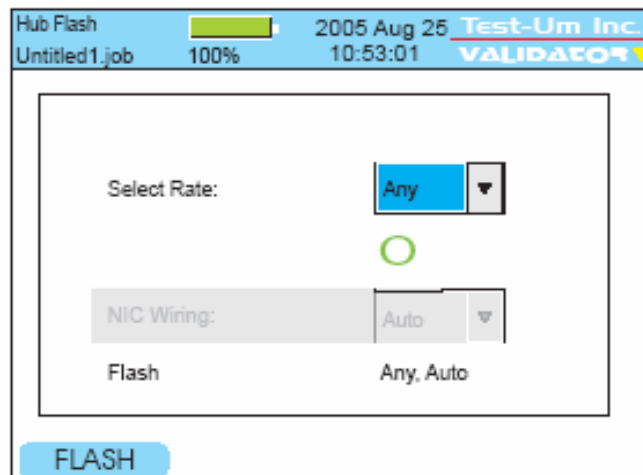 Hub Flash 2005 Aug 25 Test-Um Inc.
Untitled1.job 100% 10:53:01 VALIDATOR
Select Rate: Any
NIC Wiring: Auto
Flash Any, Auto
FLASH